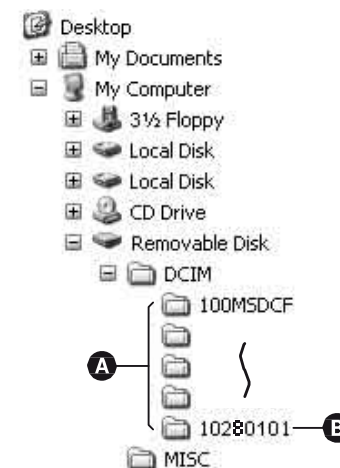 Desktop
My Documents
My Computer
3½ Floppy
Local Disk
Local Disk
CD Drive
Removable Disk
DCIM
100MSDCF
A
10280101
B
MISC